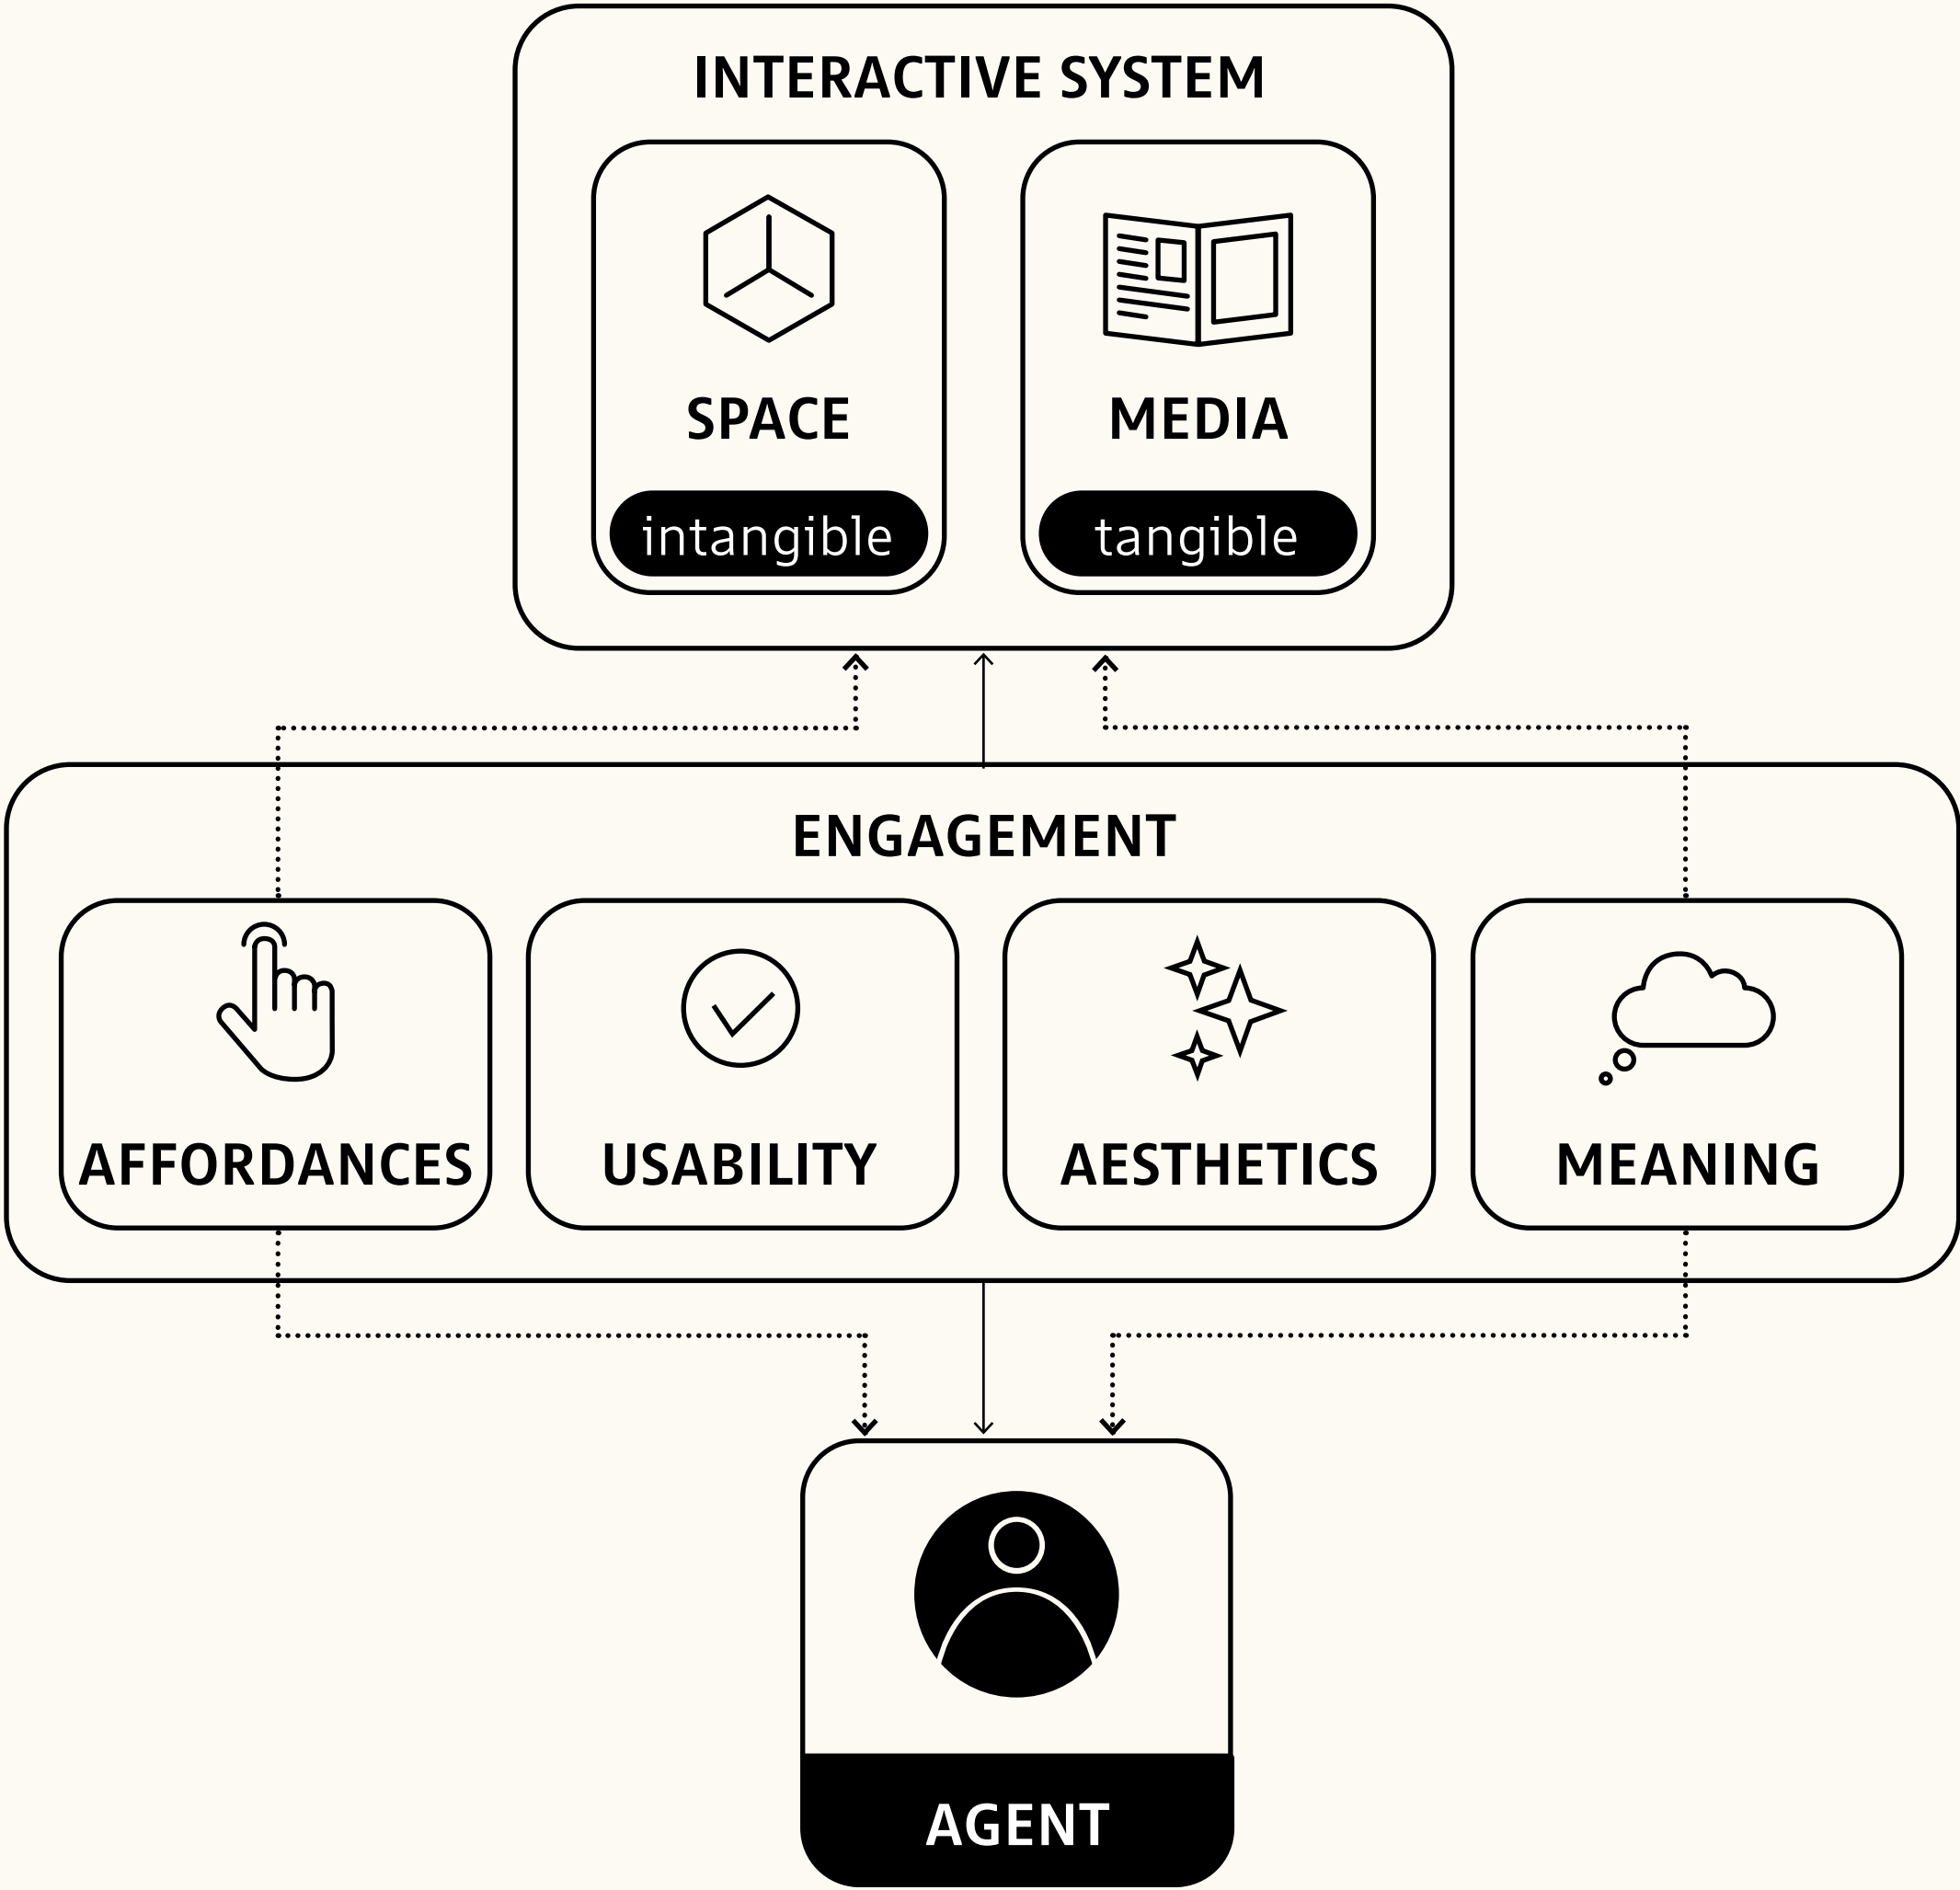 INTERACTIVE SYSTEM
SPACE
MEDIA
intangible
tangible
ENGAGEMENT
AFFORDANCES
USABILITY
AESTHETICS
MEANING
AGENT